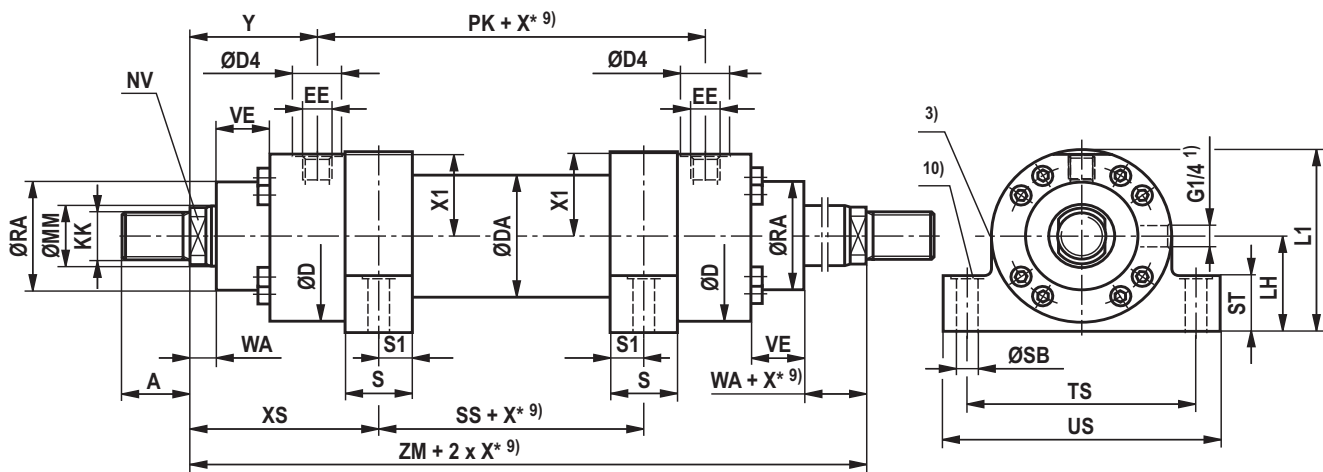 Y
PK + X* 9)
ØD4
ØD4
NV
EE
EE
VE
3)
10)
G1/4 1)
ØRA
ØMM
KK
X1
ØDA
X1
ØRA
L1
LH
ST
ØD
ØD
WA
S1
S1
VE
ØSB
A
S
S
WA + X* 9)
TS
XS
SS + X* 9)
US
ZM + 2 x X* 9)